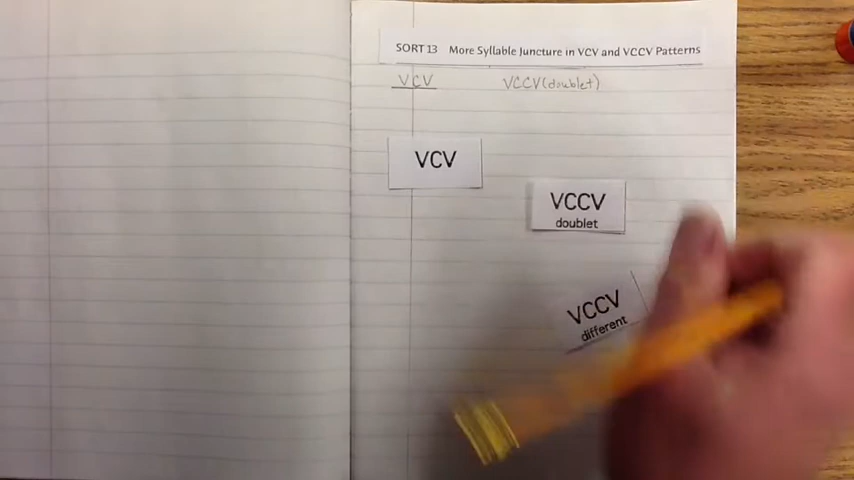 SORT 13 More Syllable Juncture in VCV and VCCV Patterns
VCV VCCV(doublet)
VCV
VCCV
doublet
VCCV
different